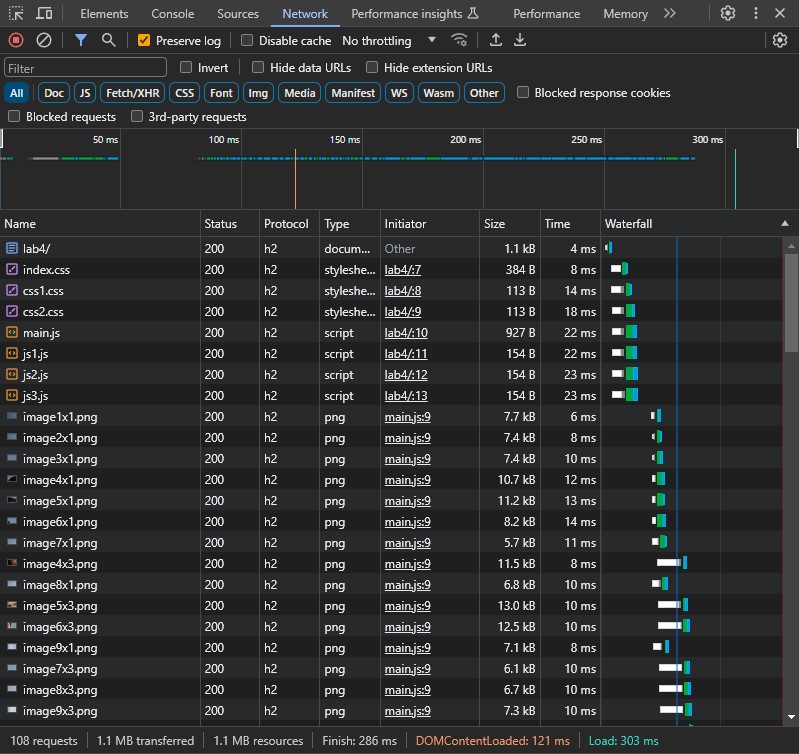 Elements Console Sources Network Performance insights Performance Memory
Preserve log Disable cache No throttling
Filter Invert Hide data URLs Hide extension URLs
All Doc JS Fetch/XHR CSS Font Img Media Manifest WS Wasm Other Blocked response cookies
Blocked requests 3rd-party requests
50 ms 100 ms 150 ms 200 ms 250 ms 300 ms
Name Status Protocol Type Initiator Size Time Waterfall
lab4/ 200 h2 docum... Other 1.1 kB 4 ms
index.css 200 h2 styleshe... lab4/:7 384 B 8 ms
css1.css 200 h2 styleshe... lab4/:8 113 B 14 ms
css2.css 200 h2 styleshe... lab4/:9 113 B 18 ms
main.js 200 h2 script lab4/:10 927 B 22 ms
js1.js 200 h2 script lab4/:11 154 B 22 ms
js2.js 200 h2 script lab4/:12 154 B 23 ms
js3.js 200 h2 script lab4/:13 154 B 23 ms
image1x1.png 200 h2 png main.js:9 7.7 kB 6 ms
image2x1.png 200 h2 png main.js:9 7.4 kB 8 ms
image3x1.png 200 h2 png main.js:9 7.4 kB 10 ms
image4x1.png 200 h2 png main.js:9 10.7 kB 12 ms
image5x1.png 200 h2 png main.js:9 11.2 kB 13 ms
image6x1.png 200 h2 png main.js:9 8.2 kB 14 ms
image7x1.png 200 h2 png main.js:9 5.7 kB 11 ms
image4x3.png 200 h2 png main.js:9 11.5 kB 8 ms
image8x1.png 200 h2 png main.js:9 6.8 kB 10 ms
image5x3.png 200 h2 png main.js:9 13.0 kB 10 ms
image6x3.png 200 h2 png main.js:9 12.5 kB 10 ms
image9x1.png 200 h2 png main.js:9 7.1 kB 8 ms
image7x3.png 200 h2 png main.js:9 6.1 kB 10 ms
image8x3.png 200 h2 png main.js:9 6.7 kB 10 ms
image9x3.png 200 h2 png main.js:9 7.3 kB 10 ms
108 requests 1.1 MB transferred 1.1 MB resources Finish: 286 ms DOMContentLoaded: 121 ms Load: 303 ms